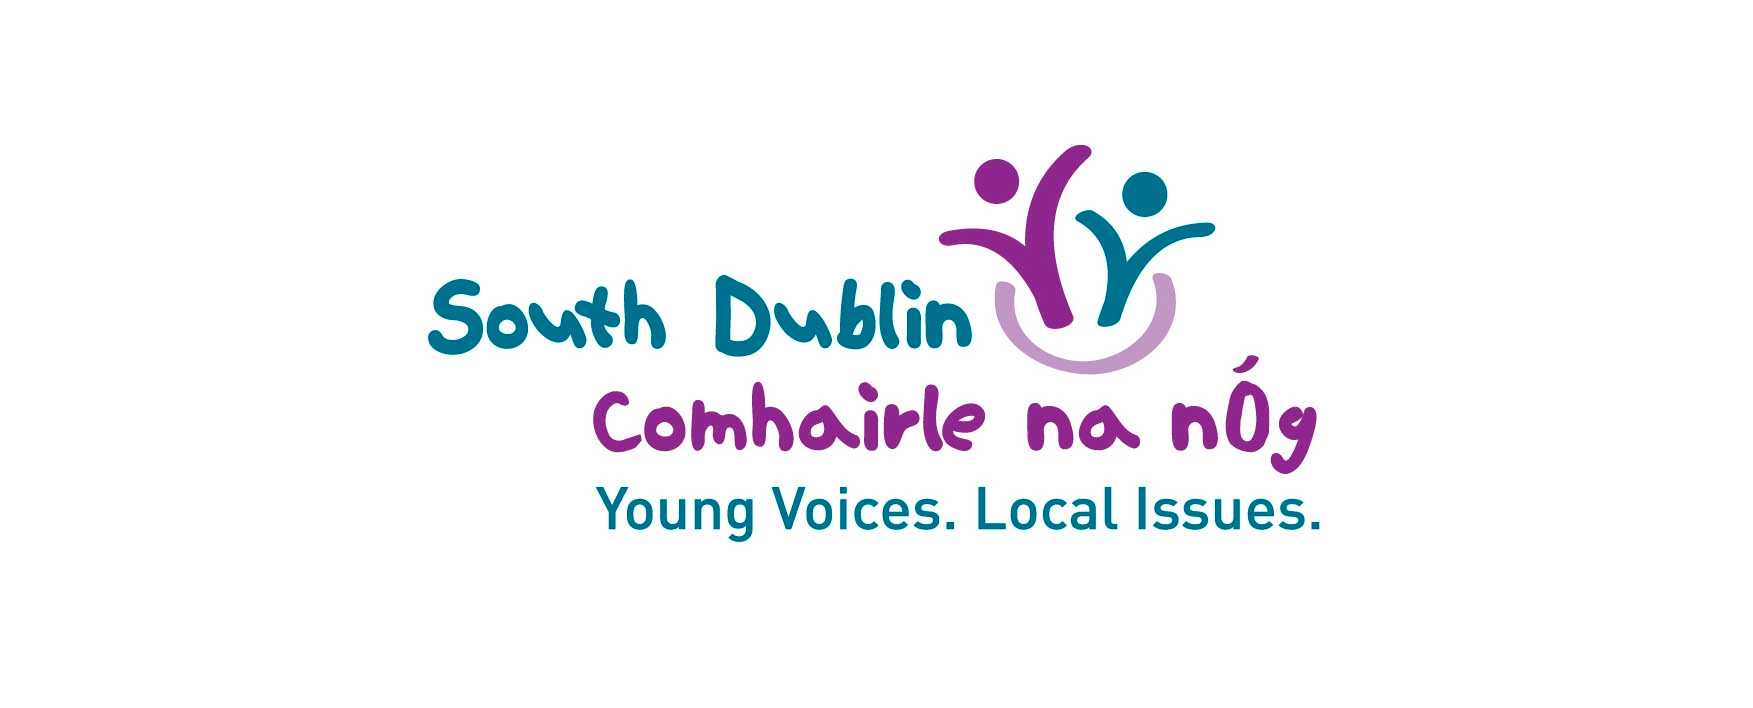 South Dublin
Comhairle na nÓg
Young Voices. Local Issues.